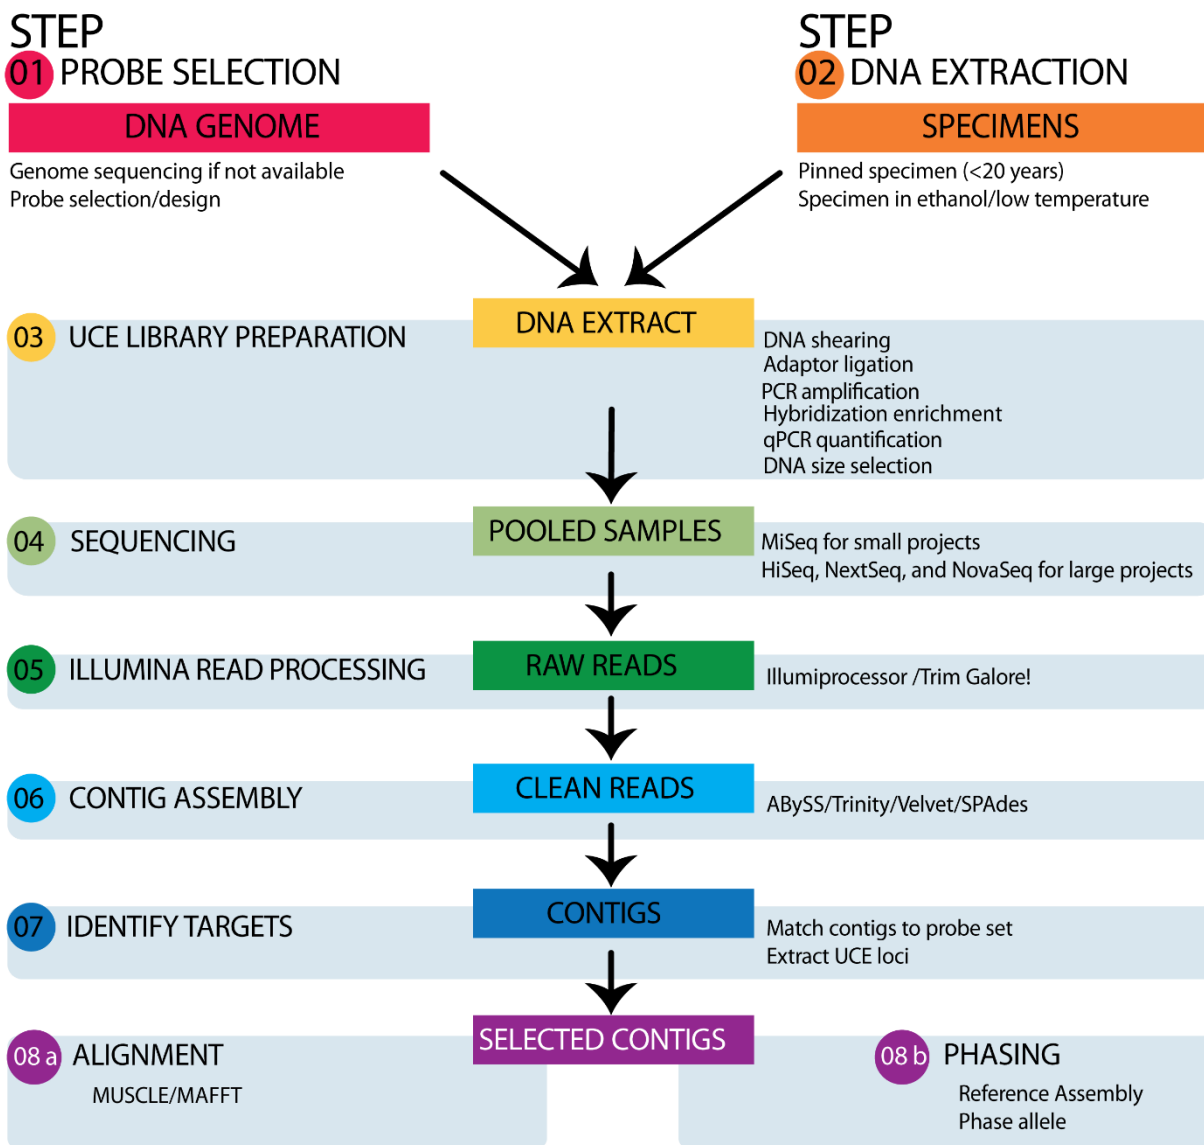 STEP
01 PROBE SELECTION
DNA GENOME
Genome sequencing if not available
Probe selection/design
STEP
02 DNA EXTRACTION
SPECIMENS
Pinned specimen (<20 years)
Specimen in ethanol/low temperature
03 UCE LIBRARY PREPARATION
DNA EXTRACT
DNA shearing
Adaptor ligation
PCR amplification
Hybridization enrichment
qPCR quantification
DNA size selection
04 SEQUENCING
POOLED SAMPLES
MiSeq for small projects
HiSeq, NextSeq, and NovaSeq for large projects
05 ILLUMINA READ PROCESSING
RAW READS
Illumiprocessor /Trim Galore!
06 CONTIG ASSEMBLY
CLEAN READS
ABySS/Trinity/Velvet/SPAdes
07 IDENTIFY TARGETS
CONTIGS
Match contigs to probe set
Extract UCE loci
SELECTED CONTIGS
08 a ALIGNMENT
MUSCLE/MAFFT
08 b PHASING
Reference Assembly
Phase allele